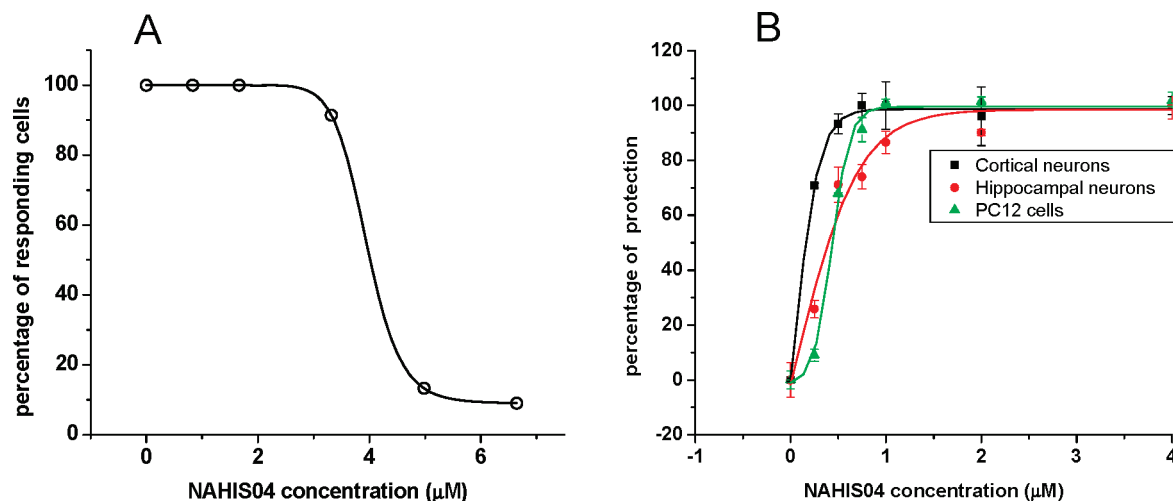 A
percentage of responding cells
100
80
60
40
20
0
0 2 4 6
NAHIS04 concentration (μM)
B
percentage of protection
120
100
80
60
40
20
0
-20
-1 0 1 2 3 4
NAHIS04 concentration (μM)
Cortical neurons
Hippocampal neurons
PC12 cells